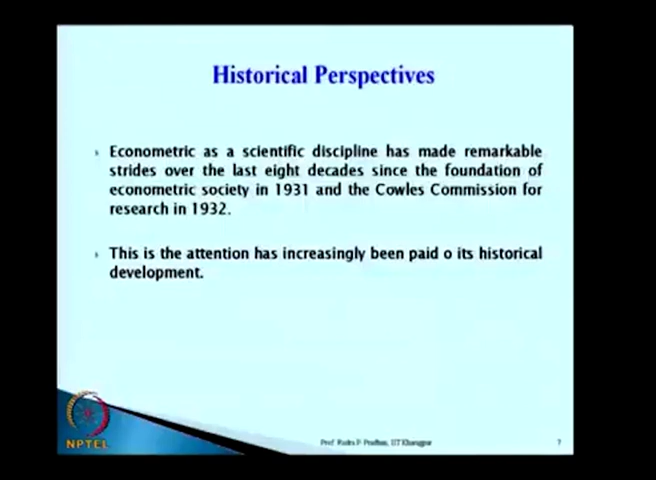 Historical Perspectives
Econometric as a scientific discipline has made remarkable
strides over the last eight decades since the foundation of
econometric society in 1931 and the Cowles Commission for
research in 1932.
This is the attention has increasingly been paid o its historical
development.
NPTEL
Prof. Rudra P. Pradhan, IIT Kharagpur
7